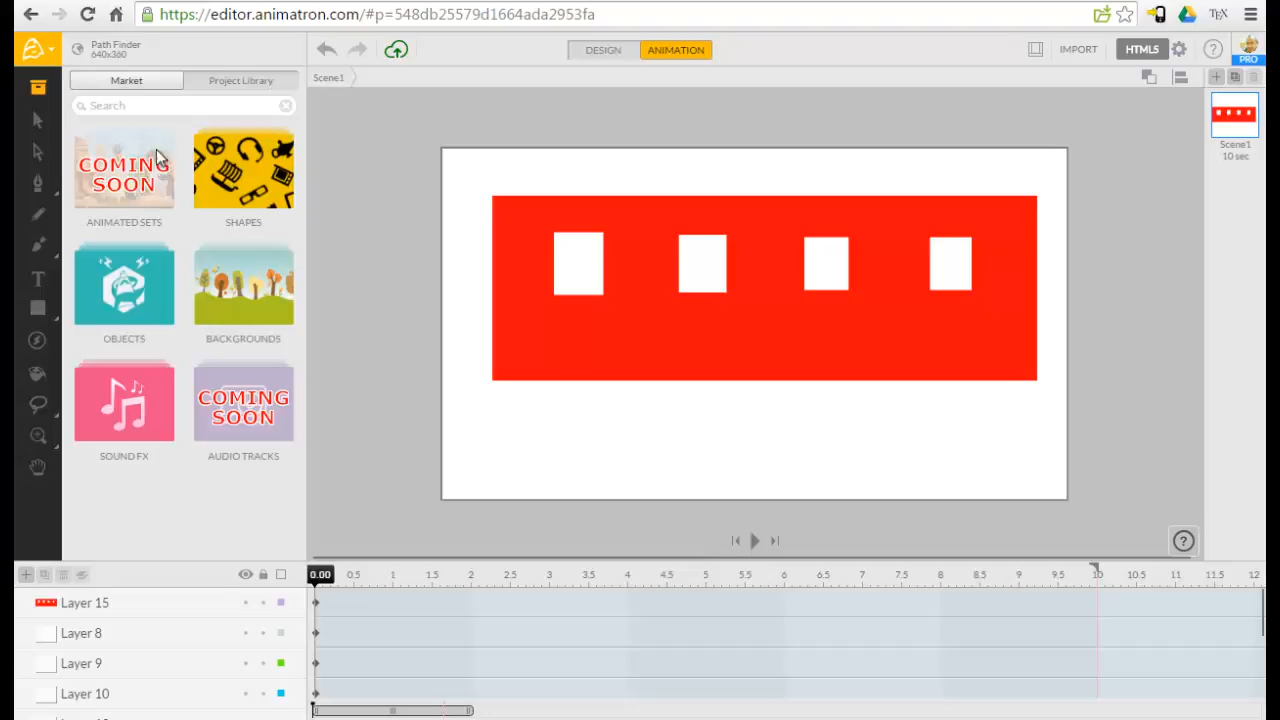 https://editor.animatron.com/#p=548db25579d1664ada2953fa
TEX
Path Finder
640x360
DESIGN
ANIMATION
IMPORT
HTML5
?
PRO
Market
Project Library
Scene1
Search
COMING
SOON
ANIMATED SETS
SHAPES
Scene1
10 sec
OBJECTS
BACKGROUNDS
COMING
SOON
SOUND FX
AUDIO TRACKS
?
0.00 0.5 1 1.5 2 2.5 3 3.5 4 4.5 5 5.5 6 6.5 7 7.5 8 8.5 9 9.5 10 10.5 11 11.5 12
Layer 15
Layer 8
Layer 9
Layer 10